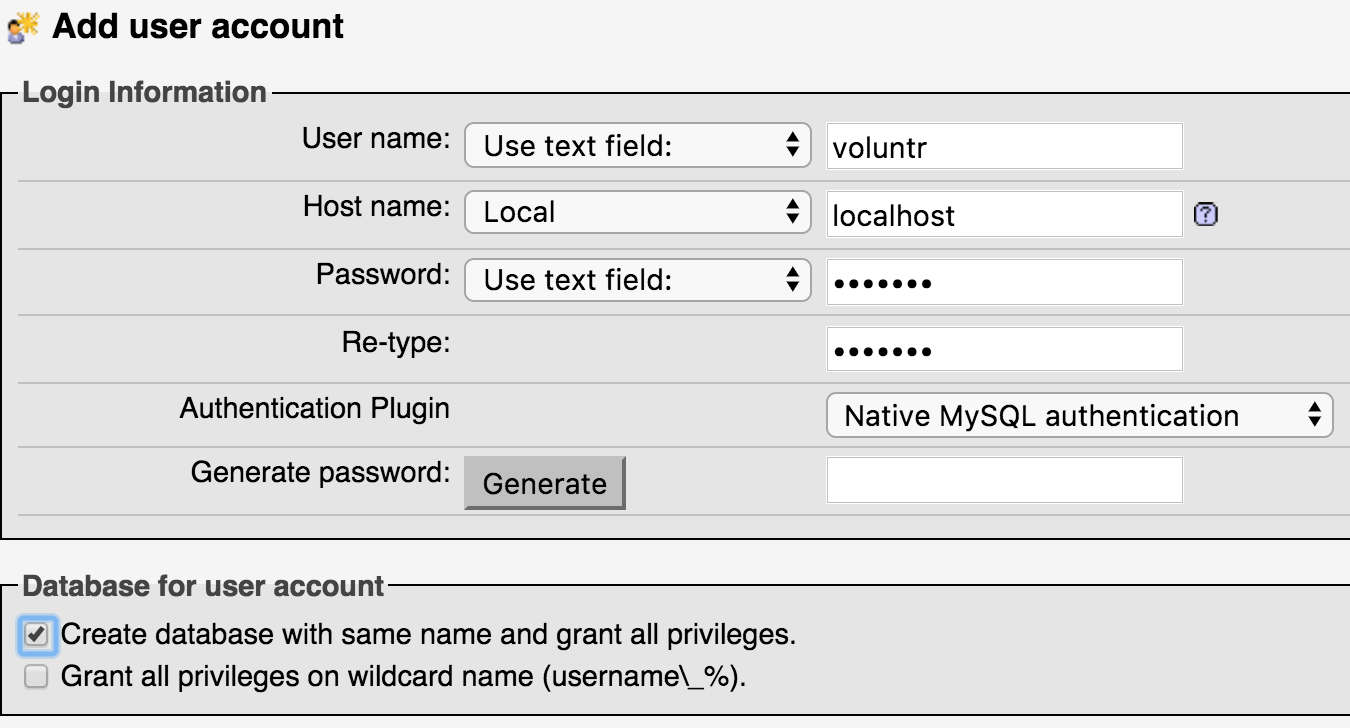 Add user account
Login Information
User name: Use text field: voluntr
Host name: Local localhost ?
Password: Use text field: •••••••
Re-type: •••••••
Authentication Plugin Native MySQL authentication
Generate password: Generate
Database for user account
Create database with same name and grant all privileges.
Grant all privileges on wildcard name (username\_%).